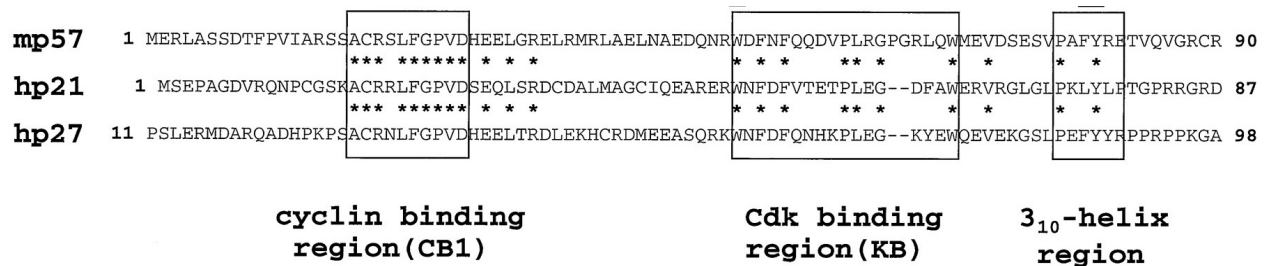 mp57 1 MERLASSDTFPVIARSSACRSLFGPVDHEELGRELRMRLAELNAEDQNRWDFNFQQDVPLRGPGRLQWMEVDSESVPAFYRETVQVGRCR 90
*** ****** * * * * * * ** * * * * *
hp21 1 MSEPAGDVRQNPCGSKACRRLFGPVDSEQLSRDCDALMAGCIQEARERWNFDFVTETPLEG--DFAWERVRGLGLPKLYLPTGPRRGRD 87
*** ****** * * * * * * ** * * * * *
hp27 11 PSLERMDARQADHPKPSACRNLFGPVDHEELTRDLEKHCRDMEEASQRKWNFDFQNHKPLEG--KYEWQEVEKGSLPEFYYRPPRPPKGA 98
cyclin binding region(CB1)
Cdk binding region(KB)
3₁₀-helix region